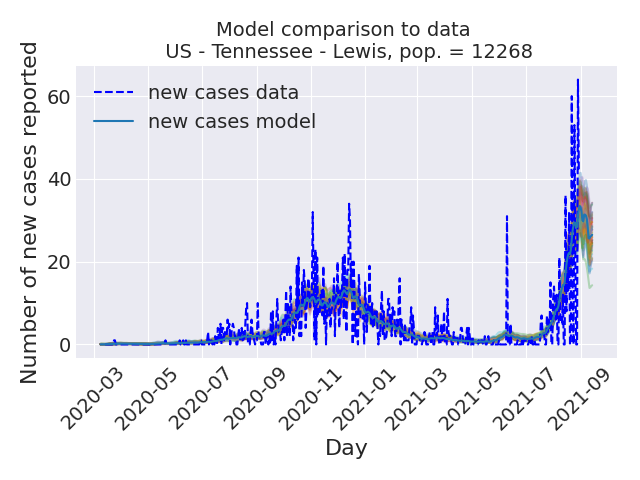 Model comparison to data
US - Tennessee - Lewis, pop. = 12268
Number of new cases reported
60
40
20
0
new cases data
new cases model
2020-03
2020-05
2020-07
2020-09
2020-11
2021-01
2021-03
2021-05
2021-07
2021-09
Day